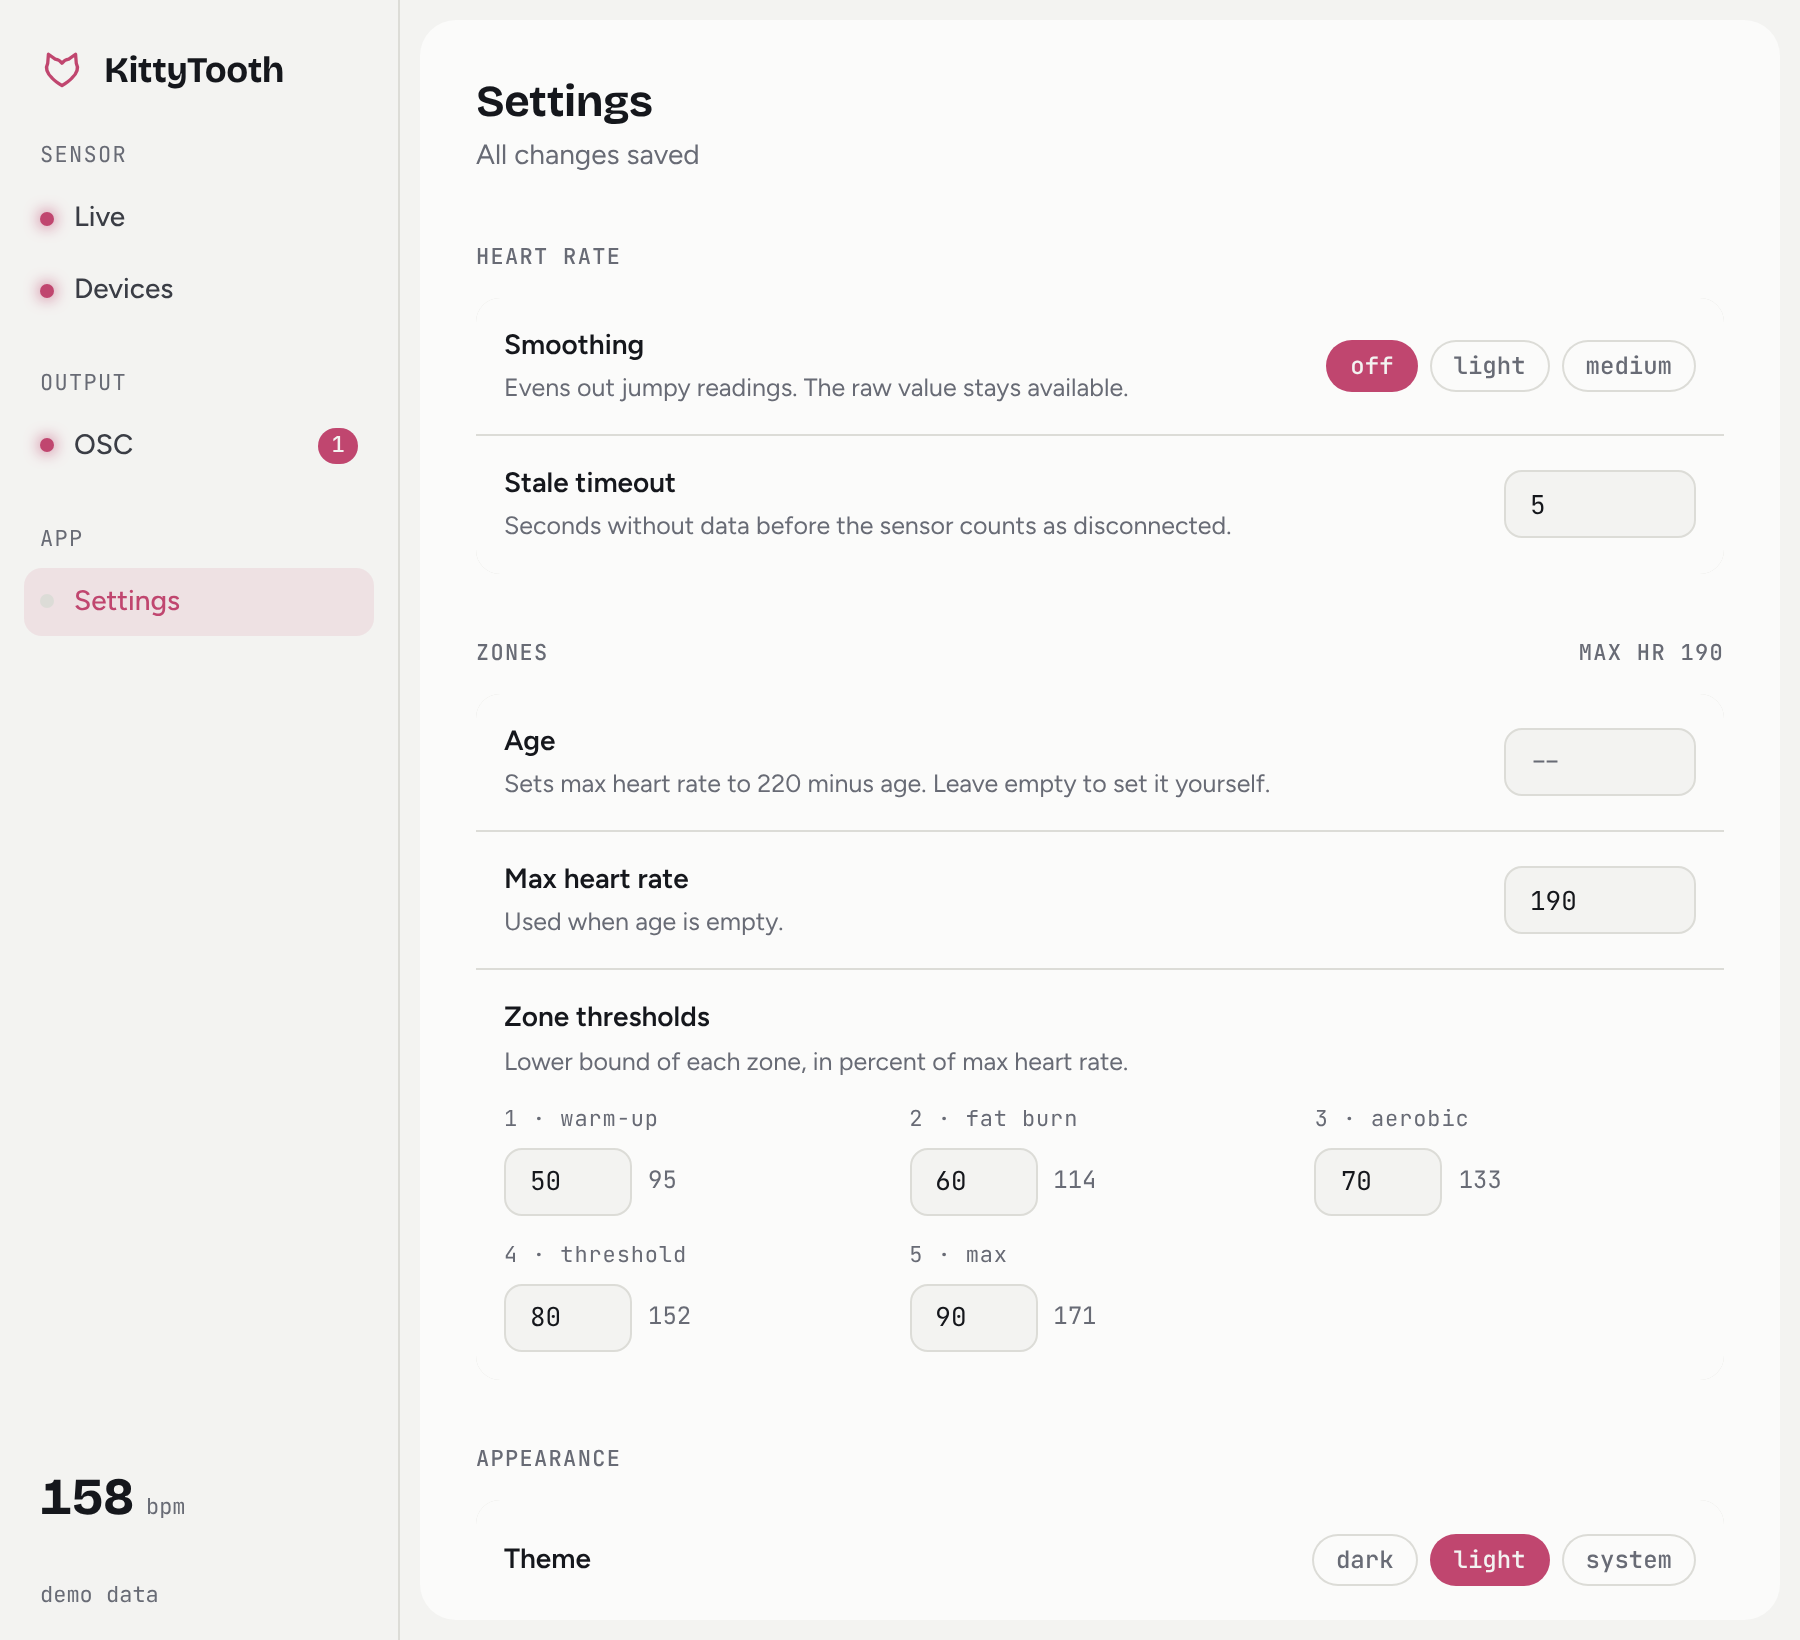 KittyTooth
SENSOR
Live
Devices
OUTPUT
OSC 1
APP
Settings
158 bpm
demo data
Settings
All changes saved
HEART RATE
Smoothing
Evens out jumpy readings. The raw value stays available.
off light medium
Stale timeout
Seconds without data before the sensor counts as disconnected.
5
ZONES MAX HR 190
Age
Sets max heart rate to 220 minus age. Leave empty to set it yourself.
--
Max heart rate
Used when age is empty.
190
Zone thresholds
Lower bound of each zone, in percent of max heart rate.
1 · warm-up 2 · fat burn 3 · aerobic
50 95 60 114 70 133
4 · threshold 5 · max
80 152 90 171
APPEARANCE
Theme dark light system